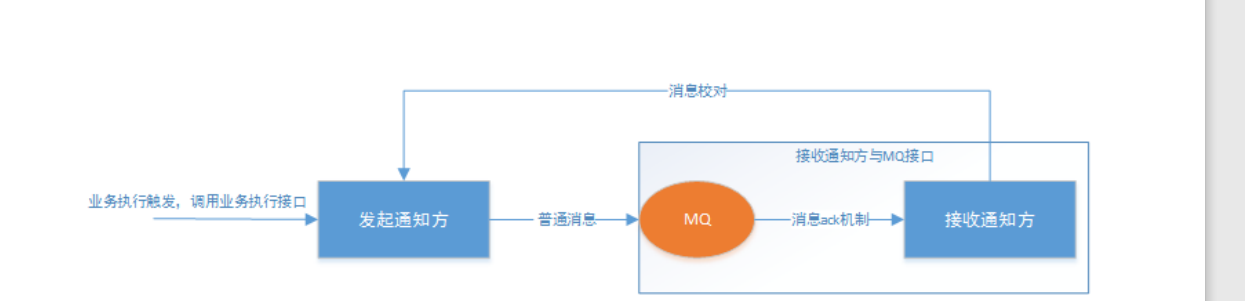 消息校对
接收通知方与MQ接口
业务执行触发，调用业务执行接口
发起通知方
普通消息
MQ
消息ack机制
接收通知方